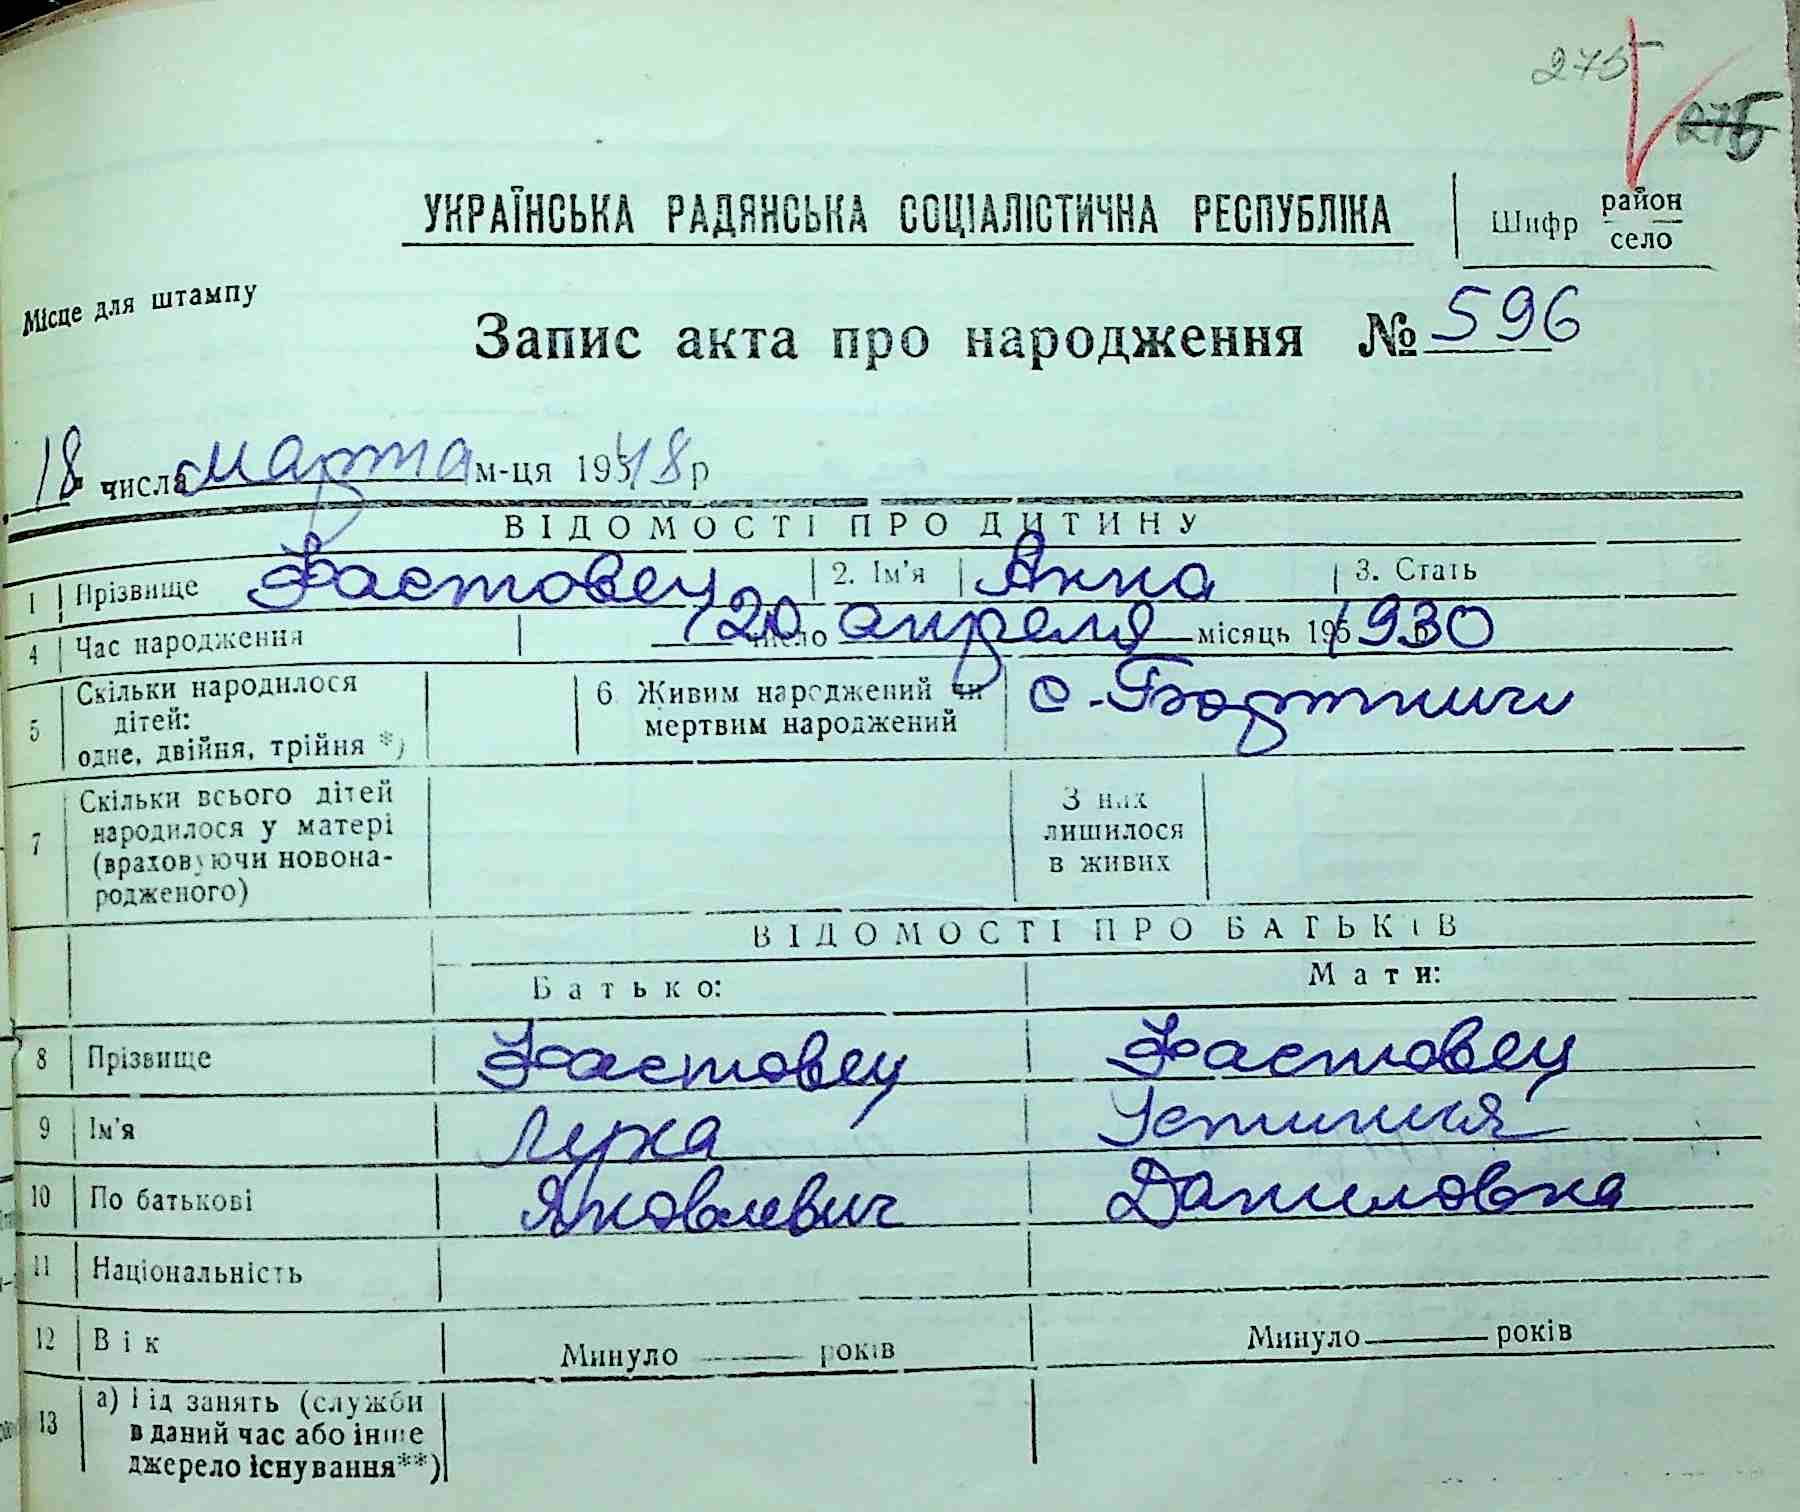 275
275
УКРАЇНСЬКА РАДЯНСЬКА СОЦІАЛІСТИЧНА РЕСПУБЛІКА
Шифр район
село
Місце для штампу
Запис акта про народження № 596
18 числа марта м-ця 1948 р
ВІДОМОСТІ ПРО ДИТИНУ
1 Прізвище Фастовец 2. Ім'я Анна 3. Стать
4 Час народження 20 число апреля місяць 195 1930
5 Скільки народилося дітей: одне, двійня, трійня *) 6. Живим народжений чи мертвим народжений с. Бортничи
7 Скільки всього дітей народилося у матері (враховуючи новонародженого) З них лишилося в живих
ВІДОМОСТІ ПРО БАТЬКІВ
Батько: Мати:
8 Прізвище Фастовец Фастовец
9 Ім'я Лука Устиния
10 По батькові Яковлевич Даниловна
11 Національність
12 Вік Минуло років Минуло років
13 а) Під занять (служби в даний час або інше джерело існування**)